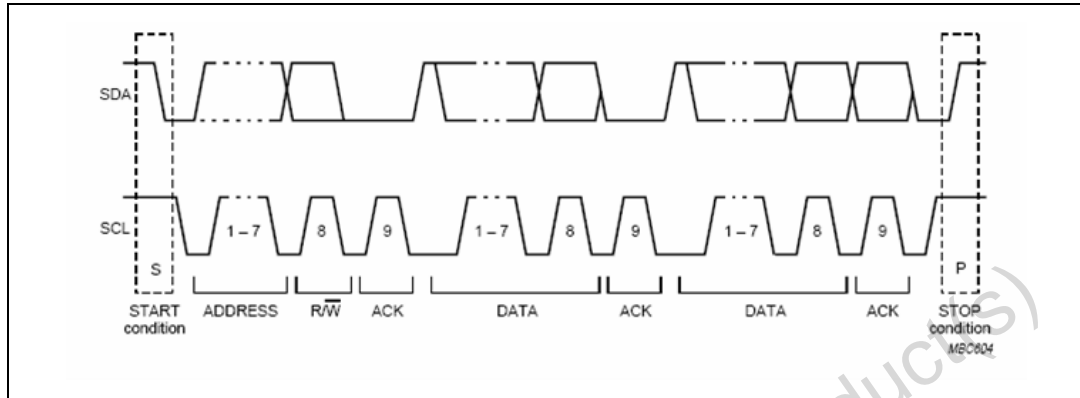 SDA
SCL
1 – 7 8 9 1 – 7 8 9 1 – 7 8 9
S P
START condition ADDRESS R/W̅ ACK DATA ACK DATA ACK STOP condition
MBC604
duct(s)